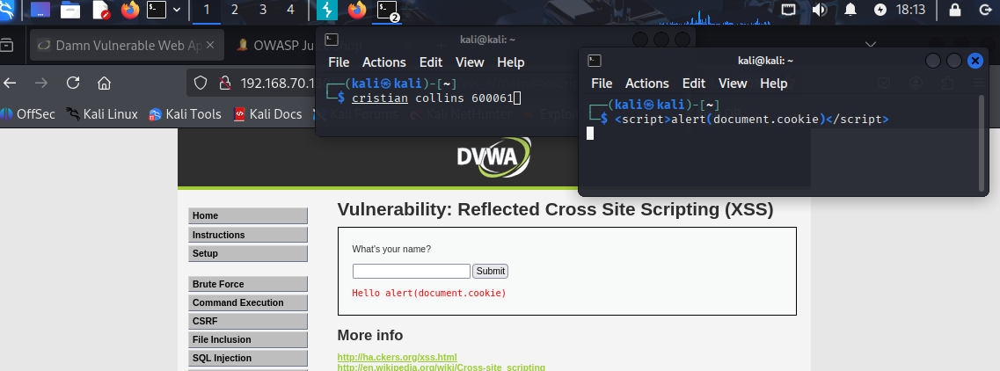 1 2 3 4 2 18:13
Damn Vulnerable Web Ap
OWASP Ju
kali@kali: ~
File Actions Edit View Help
┌──(kali㉿kali)-[~]
└─$ cristian collins 600061
kali@kali: ~
File Actions Edit View Help
┌──(kali㉿kali)-[~]
└─$ <script>alert(document.cookie)</script>
192.168.70.1
OffSec Kali Linux Kali Tools Kali Docs Kali Forums Kali NetHunter
DVWA
Home
Instructions
Setup
Brute Force
Command Execution
CSRF
File Inclusion
SQL Injection
Vulnerability: Reflected Cross Site Scripting (XSS)
What's your name?
Submit
Hello alert(document.cookie)
More info
http://ha.ckers.org/xss.html
http://en.wikipedia.org/wiki/Cross-site_scripting